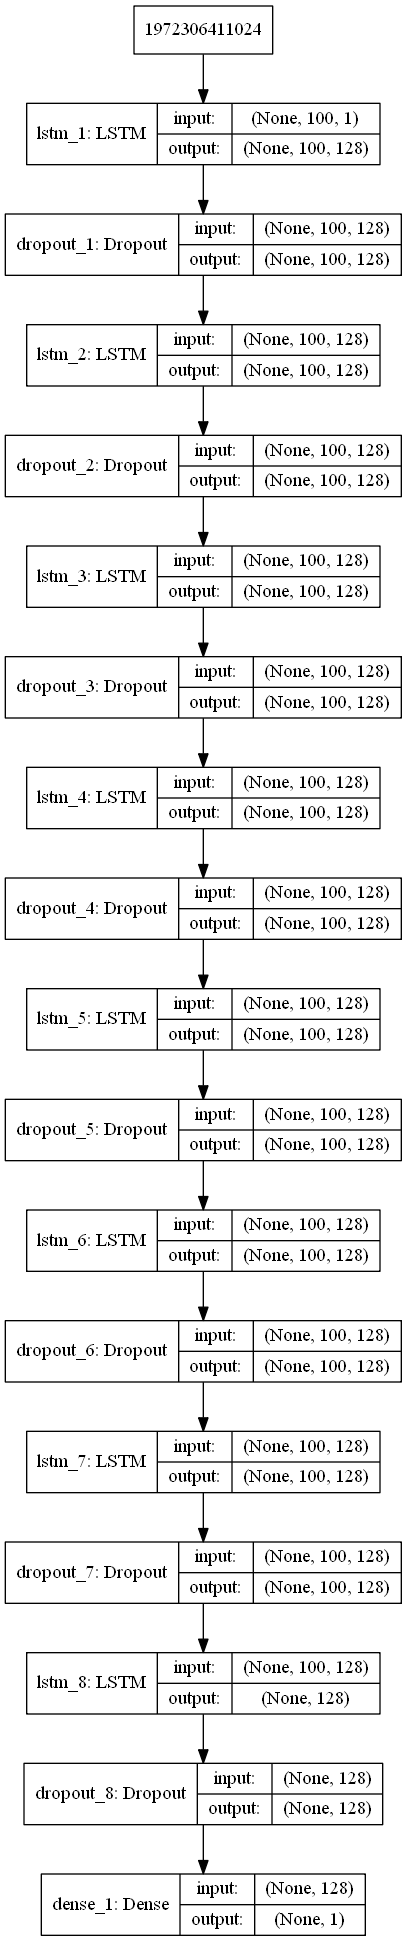 1972306411024
lstm_1: LSTM
input: (None, 100, 1)
output: (None, 100, 128)
dropout_1: Dropout
input: (None, 100, 128)
output: (None, 100, 128)
lstm_2: LSTM
input: (None, 100, 128)
output: (None, 100, 128)
dropout_2: Dropout
input: (None, 100, 128)
output: (None, 100, 128)
lstm_3: LSTM
input: (None, 100, 128)
output: (None, 100, 128)
dropout_3: Dropout
input: (None, 100, 128)
output: (None, 100, 128)
lstm_4: LSTM
input: (None, 100, 128)
output: (None, 100, 128)
dropout_4: Dropout
input: (None, 100, 128)
output: (None, 100, 128)
lstm_5: LSTM
input: (None, 100, 128)
output: (None, 100, 128)
dropout_5: Dropout
input: (None, 100, 128)
output: (None, 100, 128)
lstm_6: LSTM
input: (None, 100, 128)
output: (None, 100, 128)
dropout_6: Dropout
input: (None, 100, 128)
output: (None, 100, 128)
lstm_7: LSTM
input: (None, 100, 128)
output: (None, 100, 128)
dropout_7: Dropout
input: (None, 100, 128)
output: (None, 100, 128)
lstm_8: LSTM
input: (None, 100, 128)
output: (None, 128)
dropout_8: Dropout
input: (None, 128)
output: (None, 128)
dense_1: Dense
input: (None, 128)
output: (None, 1)